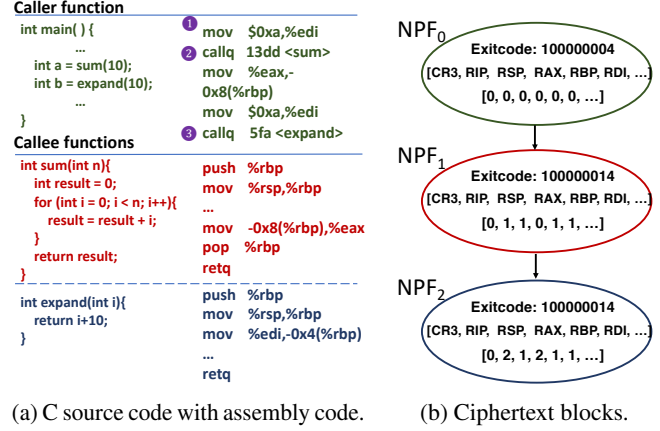 Caller function
int main( ) {
...
int a = sum(10);
int b = expand(10);
...
}
1 mov $0xa,%edi
2 callq 13dd <sum>
mov %eax,-
0x8(%rbp)
mov $0xa,%edi
3 callq 5fa <expand>
Callee functions
int sum(int n){
int result = 0;
for (int i = 0; i < n; i++){
result = result + i;
}
return result;
}
push %rbp
mov %rsp,%rbp
...
mov -0x8(%rbp),%eax
pop %rbp
retq
int expand(int i){
return i+10;
}
push %rbp
mov %rsp,%rbp
mov %edi,-0x4(%rbp)
...
retq
(a) C source code with assembly code.
NPF0
Exitcode: 100000004
[CR3, RIP, RSP, RAX, RBP, RDI, ...]
[0, 0, 0, 0, 0, 0, ...]
NPF1
Exitcode: 100000014
[CR3, RIP, RSP, RAX, RBP, RDI, ...]
[0, 1, 1, 0, 1, 1, ...]
NPF2
Exitcode: 100000014
[CR3, RIP, RSP, RAX, RBP, RDI, ...]
[0, 2, 1, 2, 1, 1, ...]
(b) Ciphertext blocks.